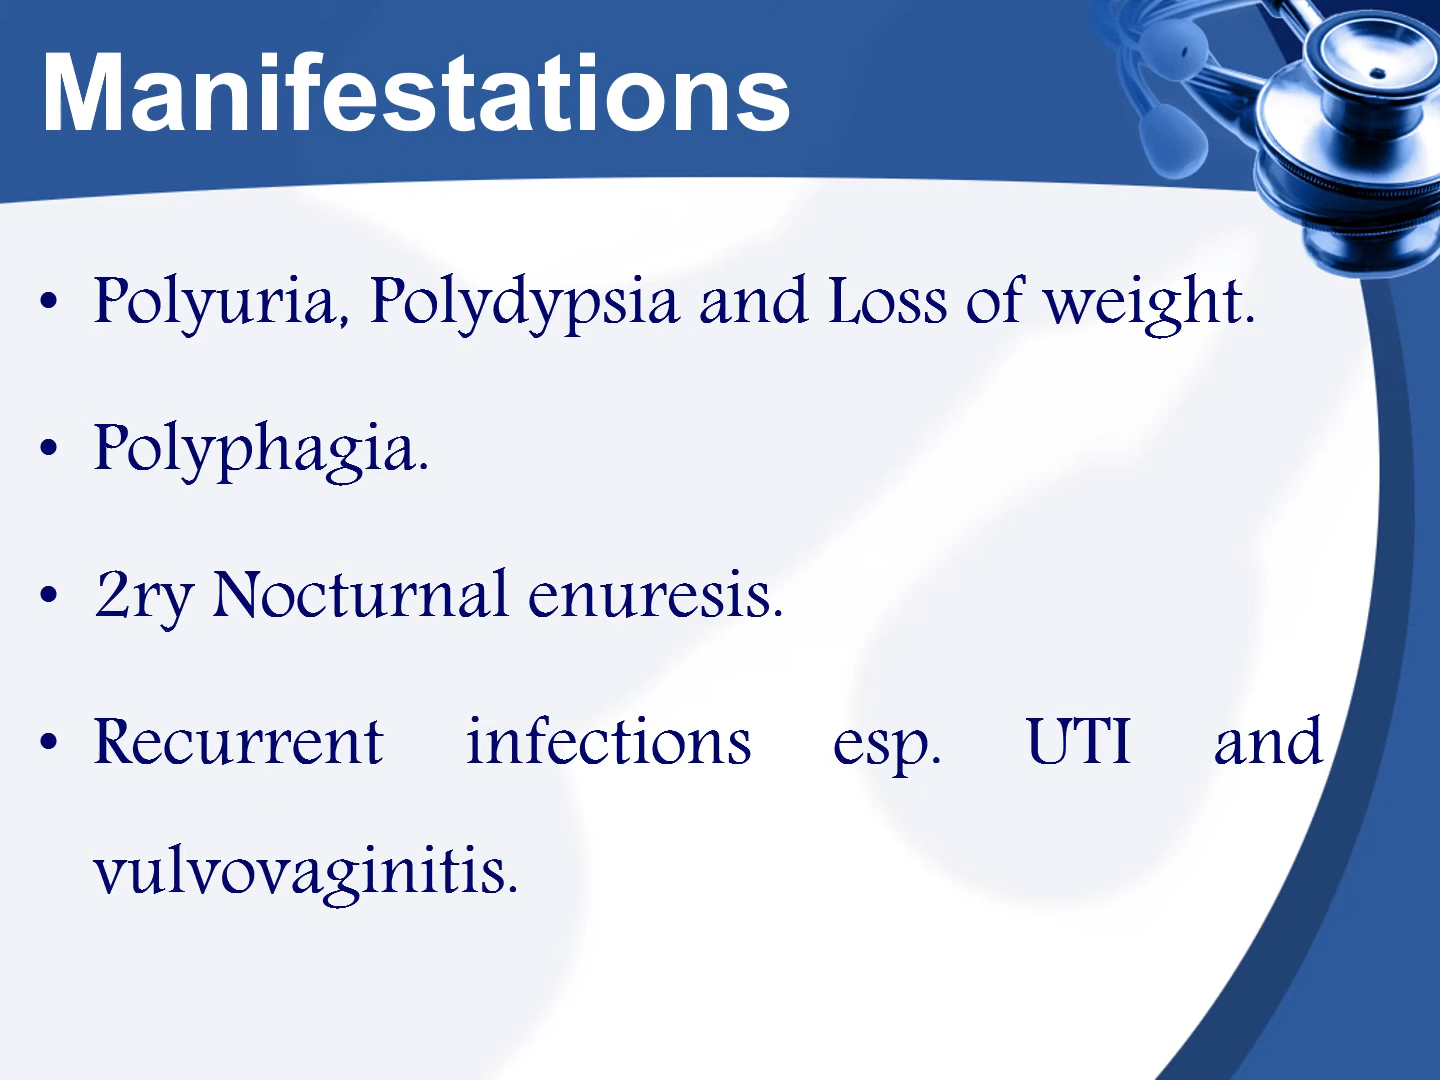 Manifestations
• Polyuria, Polydypsia and Loss of weight.
• Polyphagia.
• 2ry Nocturnal enuresis.
• Recurrent infections esp. UTI and
vulvovaginitis.